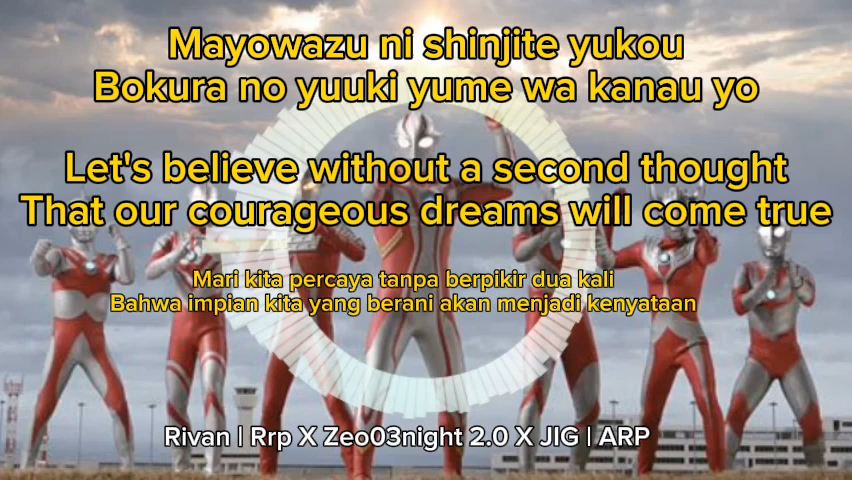 Mayowazu ni shinjite yukou
Bokura no yuuki yume wa kanau yo
Let's believe without a second thought
That our courageous dreams will come true
Mari kita percaya tanpa berpikir dua kali
Bahwa impian kita yang berani akan menjadi kenyataan
Rivan | Rrp X Zeo03night 2.0 X JIG | ARP